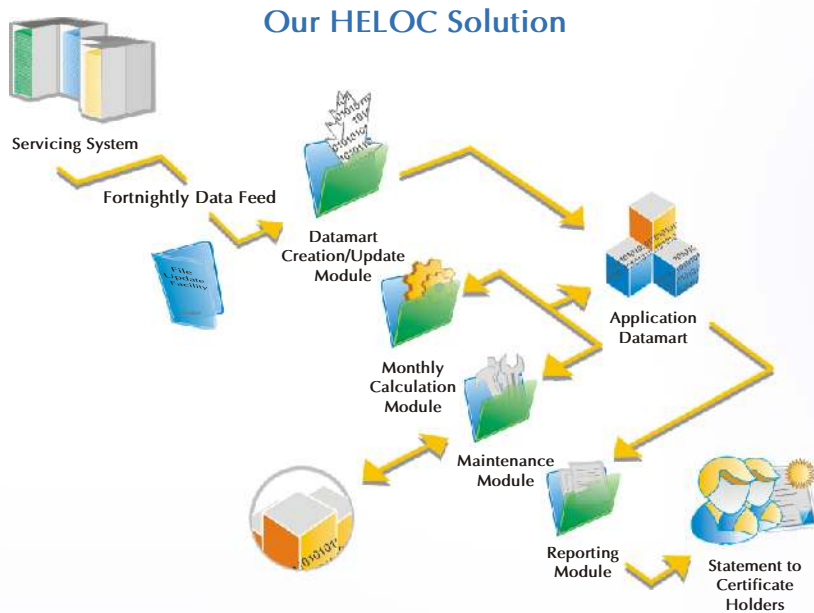 Our HELOC Solution
Servicing System
Fortnightly Data Feed
File
Update
Facility
Datamart
Creation/Update
Module
Application
Datamart
Monthly
Calculation
Module
Maintenance
Module
Reporting
Module
Statement to
Certificate
Holders